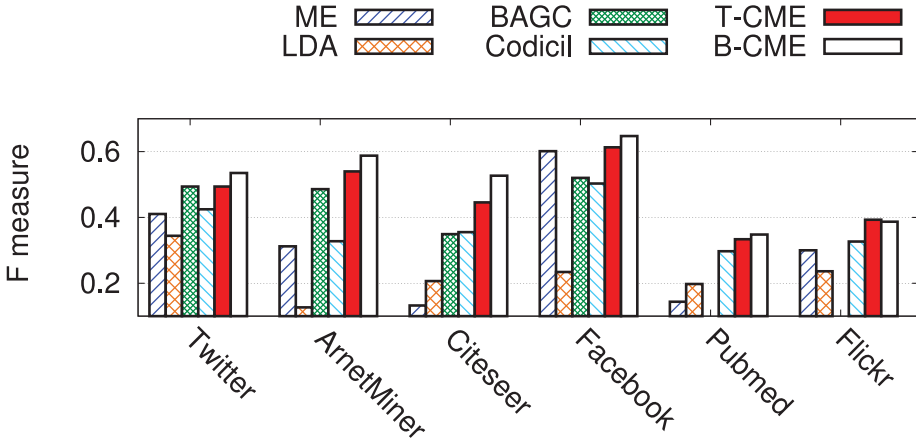 ME BAGC T-CME
LDA Codicil B-CME
F measure
0.6
0.4
0.2
Twitter
ArnetMiner
Citeseer
Facebook
Pubmed
Flickr